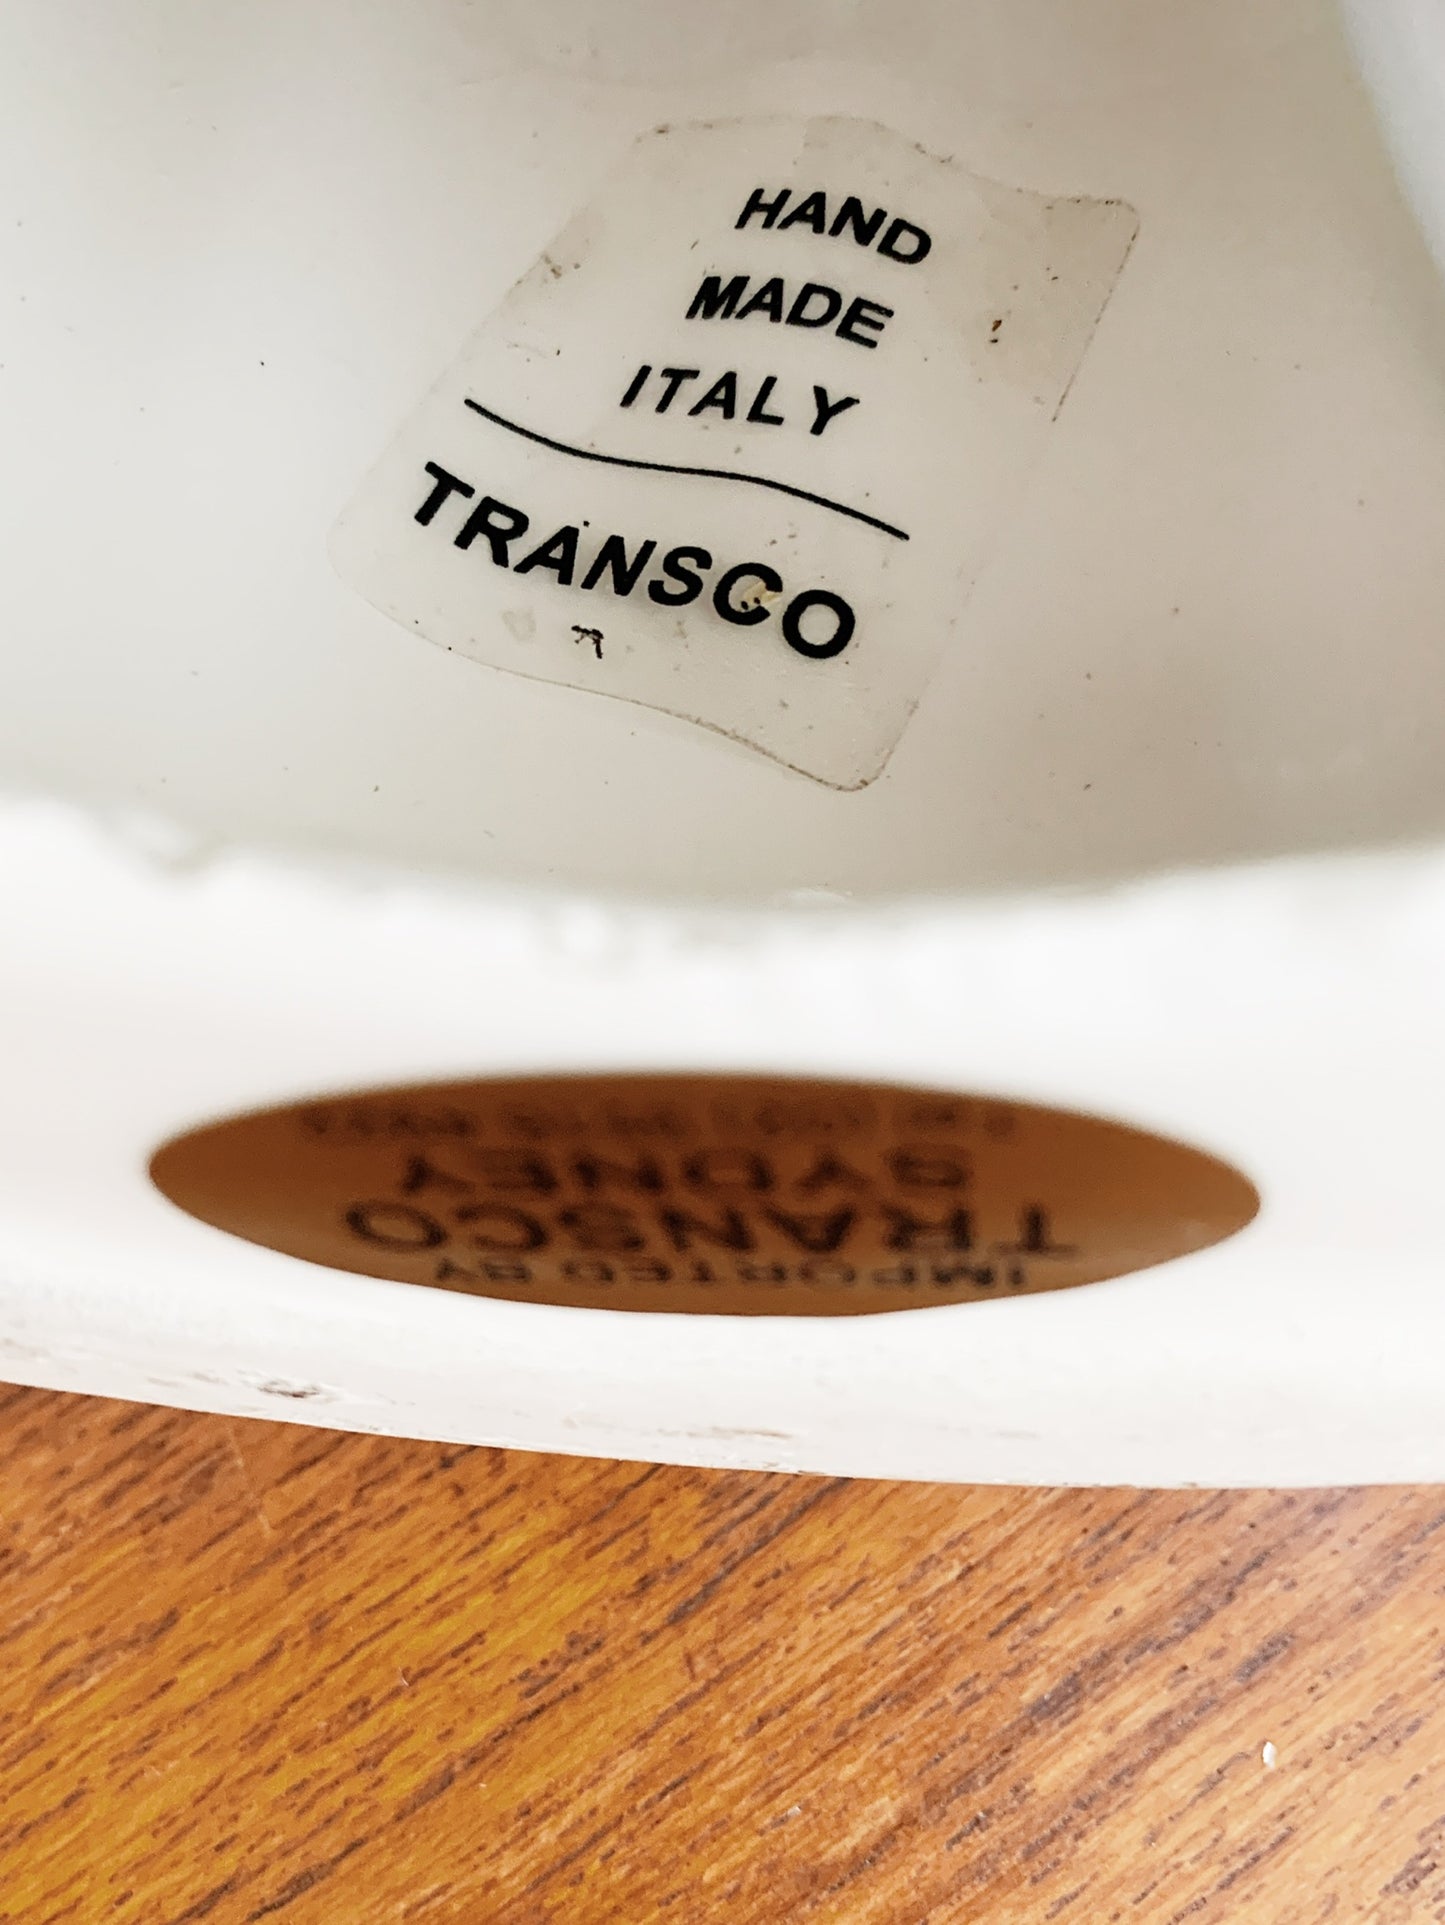 HAND
MADE
ITALY
TRANSCO
IMPORTED BY
TRANSCO
SYDNEY